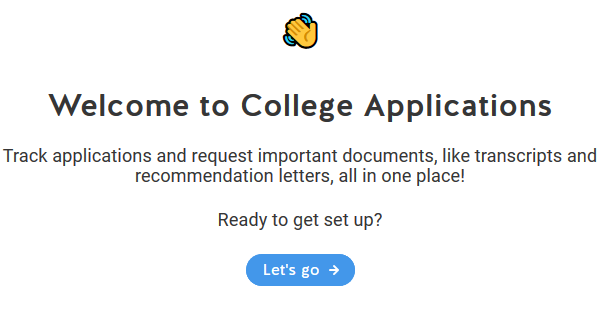 Welcome to College Applications
Track applications and request important documents, like transcripts and
recommendation letters, all in one place!
Ready to get set up?
Let's go →